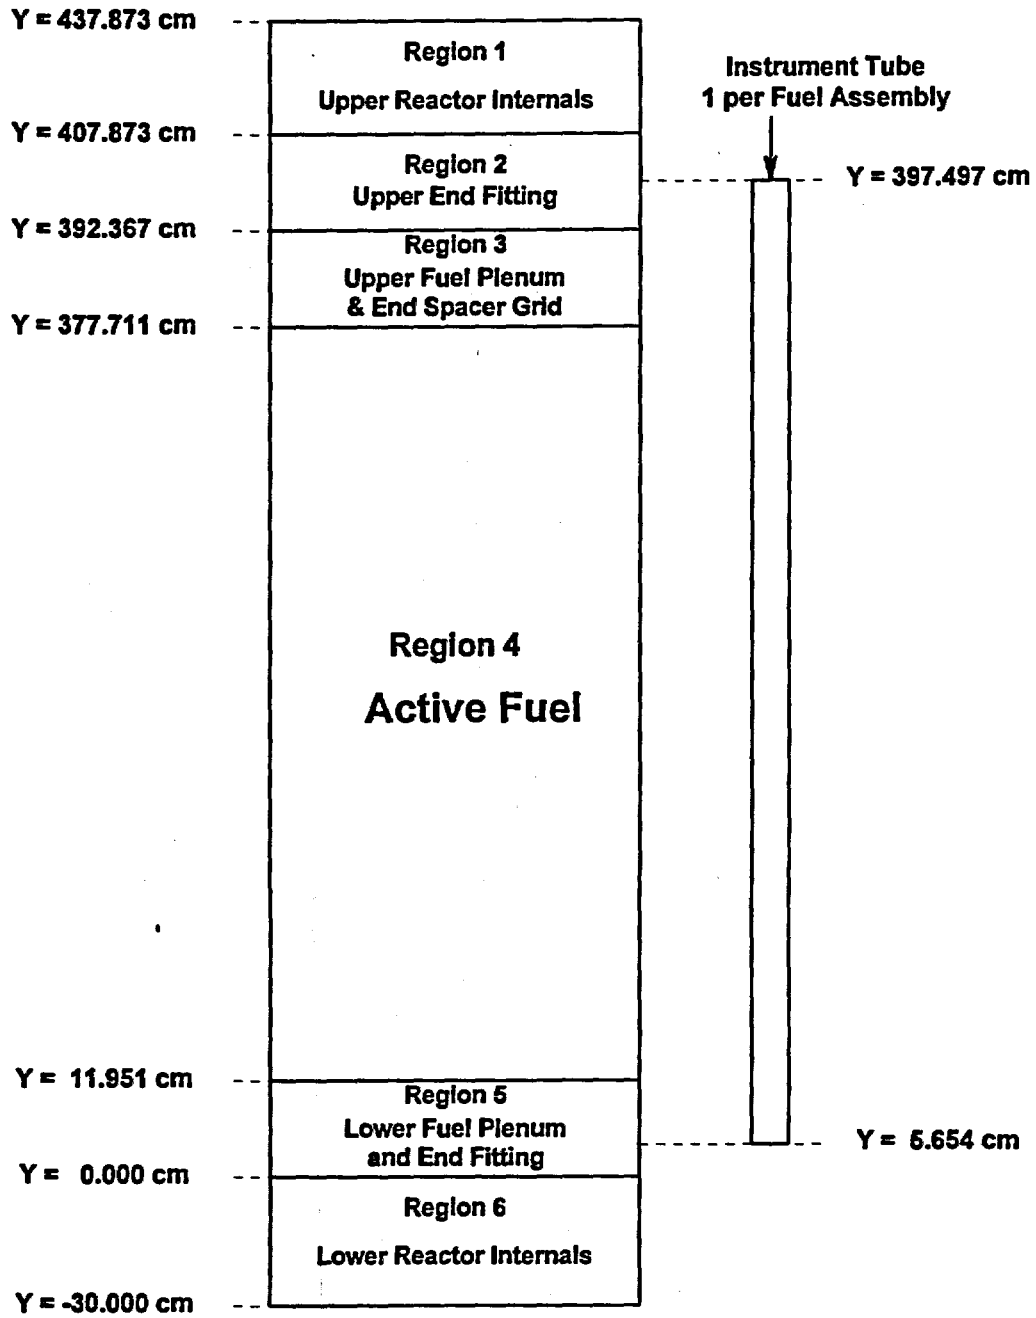 Y = 437.873 cm
Region 1
Upper Reactor Internals
Instrument Tube
1 per Fuel Assembly
Y = 407.873 cm
Region 2
Upper End Fitting
Y = 397.497 cm
Y = 392.367 cm
Region 3
Upper Fuel Plenum
& End Spacer Grid
Y = 377.711 cm
Region 4
Active Fuel
Y = 11.951 cm
Region 5
Lower Fuel Plenum
and End Fitting
Y = 5.654 cm
Y = 0.000 cm
Region 6
Lower Reactor Internals
Y = -30.000 cm